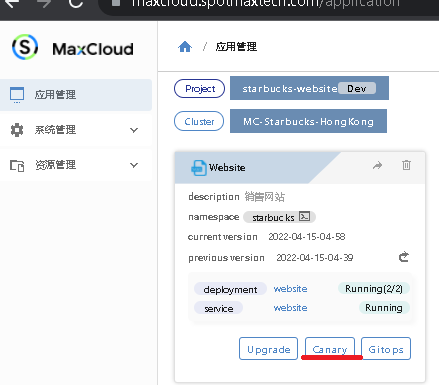 maxcloud.spotmaxtech.com/application
MaxCloud
/ 应用管理
应用管理
系统管理
资源管理
Project starbucks-website Dev
Cluster MC-Starbucks-HongKong
Website
description 销售网站
namespace starbucks
current version 2022-04-15-04-58
previous version 2022-04-15-04-39
deployment website Running(2/2)
service website Running
Upgrade Canary Gitops